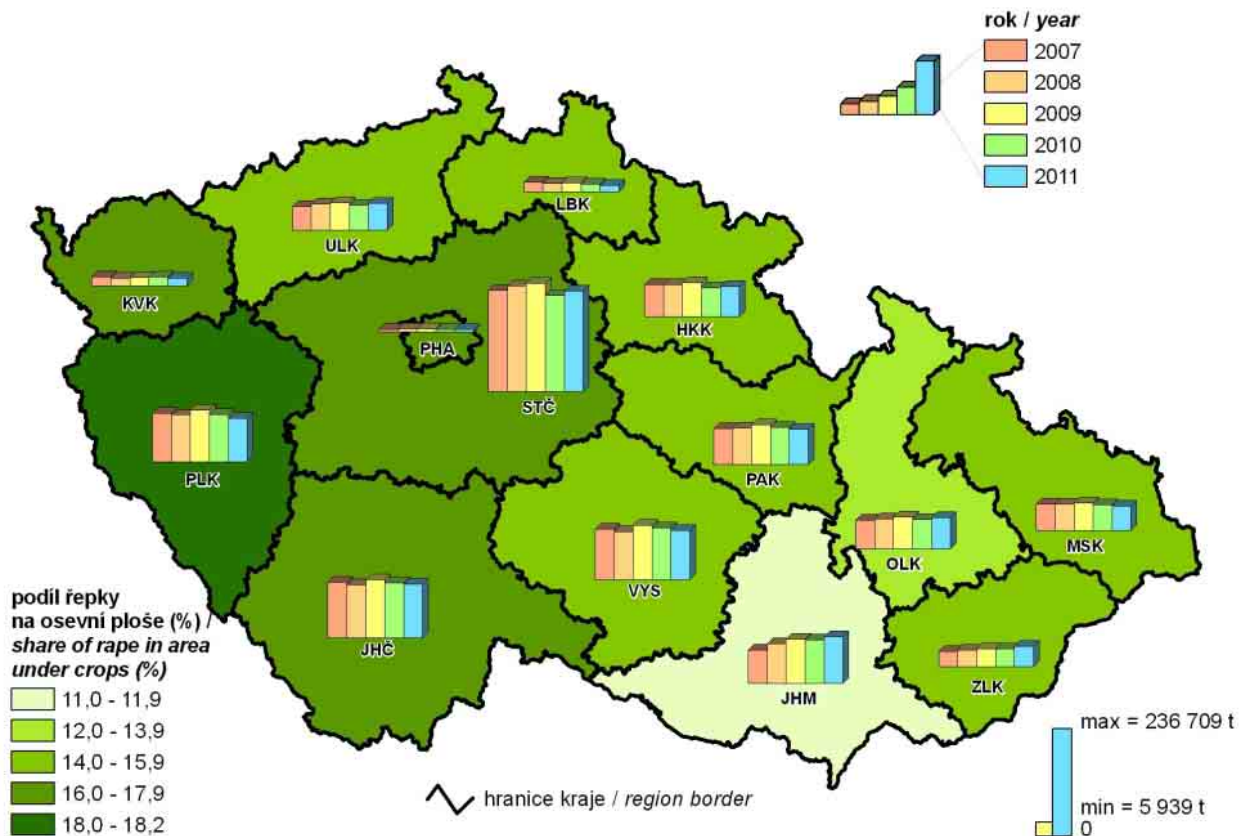 rok / year
2007
2008
2009
2010
2011
LBK
ULK
KVK
HKK
PHA
STČ
PLK
PAK
MSK
OLK
VYS
JHČ
ZLK
JHM
podíl řepky
na osevní ploše (%) /
share of rape in area
under crops (%)
11,0 - 11,9
12,0 - 13,9
14,0 - 15,9
16,0 - 17,9
18,0 - 18,2
hranice kraje / region border
max = 236 709 t
min = 5 939 t
0